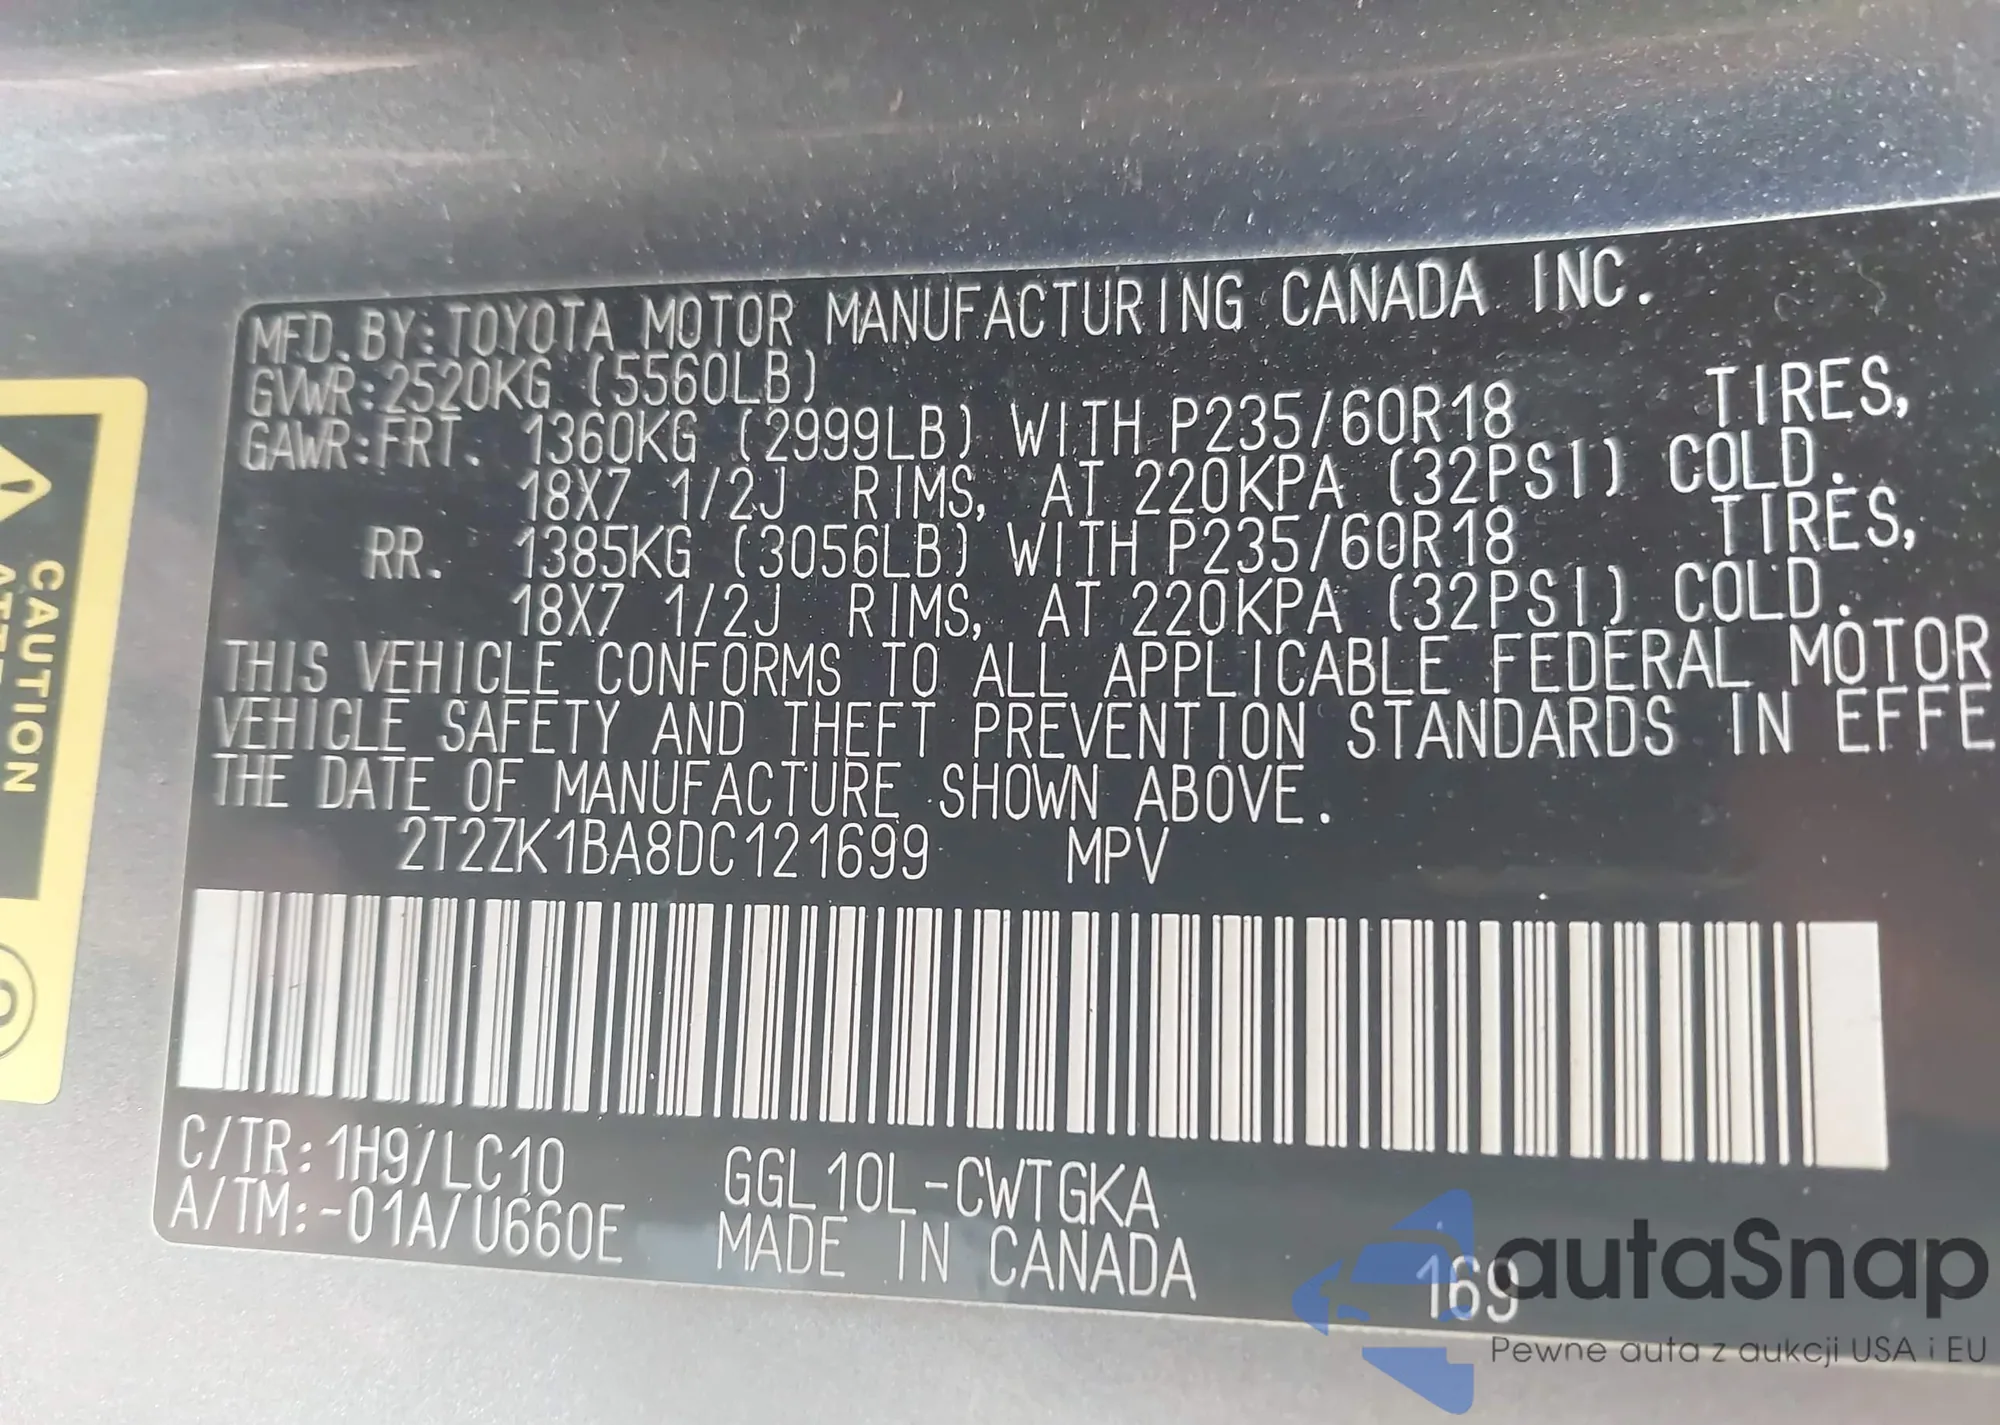 MFD. BY: TOYOTA MOTOR MANUFACTURING CANADA INC.
GVWR: 2520KG (5560LB)
GAWR: FRT. 1360KG (2999LB) WITH P235/60R18 TIRES,
18X7 1/2J RIMS, AT 220KPA (32PSI) COLD.
RR. 1385KG (3056LB) WITH P235/60R18 TIRES,
18X7 1/2J RIMS, AT 220KPA (32PSI) COLD.
THIS VEHICLE CONFORMS TO ALL APPLICABLE FEDERAL MOTOR
VEHICLE SAFETY AND THEFT PREVENTION STANDARDS IN EFFE
THE DATE OF MANUFACTURE SHOWN ABOVE.
2T2ZK1BA8DC121699 MPV
C/TR: 1H9/LC10 GGL10L-CWTGKA
A/TM: -01A/U660E MADE IN CANADA 169
CAUTION
autaSnap
Pewne auta z aukcji USA i EU